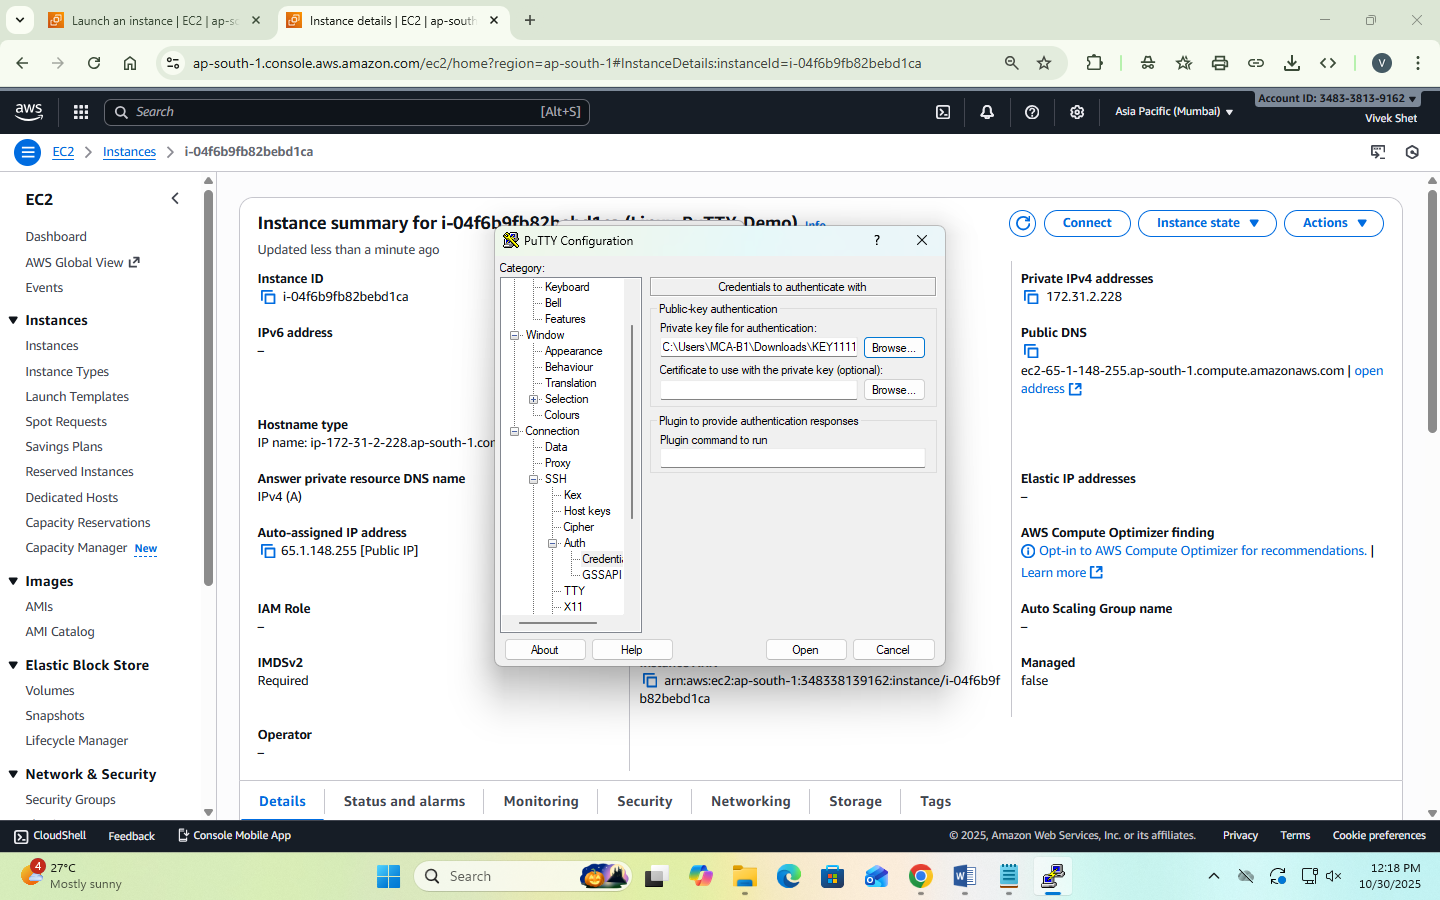 Launch an instance | EC2 | ap-so
Instance details | EC2 | ap-south
ap-south-1.console.aws.amazon.com/ec2/home?region=ap-south-1#InstanceDetails:instanceId=i-04f6b9fb82bebd1ca
V
aws
Search
[Alt+S]
Asia Pacific (Mumbai)
Account ID: 3483-3813-9162
Vivek Shet
EC2
Instances
i-04f6b9fb82bebd1ca
EC2
Dashboard
AWS Global View
Events
Instances
Instances
Instance Types
Launch Templates
Spot Requests
Savings Plans
Reserved Instances
Dedicated Hosts
Capacity Reservations
Capacity Manager New
Images
AMIs
AMI Catalog
Elastic Block Store
Volumes
Snapshots
Lifecycle Manager
Network & Security
Security Groups
Instance summary for i-04f6b9fb82bebd1ca (Linux-PuTTY-Demo) Info
Updated less than a minute ago
Connect
Instance state
Actions
Instance ID
i-04f6b9fb82bebd1ca
IPv6 address
–
Hostname type
IP name: ip-172-31-2-228.ap-south-1.co
Answer private resource DNS name
IPv4 (A)
Auto-assigned IP address
65.1.148.255 [Public IP]
IAM Role
–
IMDSv2
Required
Operator
–
PuTTY Configuration
?
Category:
Keyboard
Bell
Features
Window
Appearance
Behaviour
Translation
Selection
Colours
Connection
Data
Proxy
SSH
Kex
Host keys
Cipher
Auth
Credentia
GSSAPI
TTY
X11
Credentials to authenticate with
Public-key authentication
Private key file for authentication:
C:\Users\MCA-B1\Downloads\KEY1111
Browse...
Certificate to use with the private key (optional):
Browse...
Plugin to provide authentication responses
Plugin command to run
About
Help
Open
Cancel
arn:aws:ec2:ap-south-1:348338139162:instance/i-04f6b9f
b82bebd1ca
Private IPv4 addresses
172.31.2.228
Public DNS
ec2-65-1-148-255.ap-south-1.compute.amazonaws.com | open
address
Elastic IP addresses
–
AWS Compute Optimizer finding
Opt-in to AWS Compute Optimizer for recommendations. |
Learn more
Auto Scaling Group name
–
Managed
false
Details
Status and alarms
Monitoring
Security
Networking
Storage
Tags
CloudShell
Feedback
Console Mobile App
© 2025, Amazon Web Services, Inc. or its affiliates.
Privacy
Terms
Cookie preferences
4
27°C
Mostly sunny
Search
12:18 PM
10/30/2025